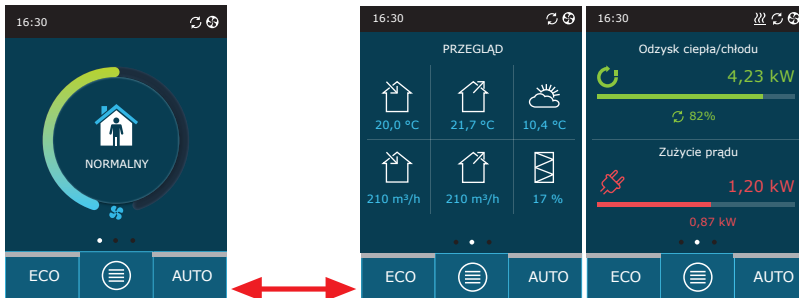 16:30
NORMALNY
ECO
AUTO
16:30
PRZEGLĄD
20,0 °C
21,7 °C
10,4 °C
210 m³/h
210 m³/h
17 %
ECO
AUTO
16:30
Odzysk ciepła/chłodu
4,23 kW
82%
Zużycie prądu
1,20 kW
0,87 kW
ECO
AUTO